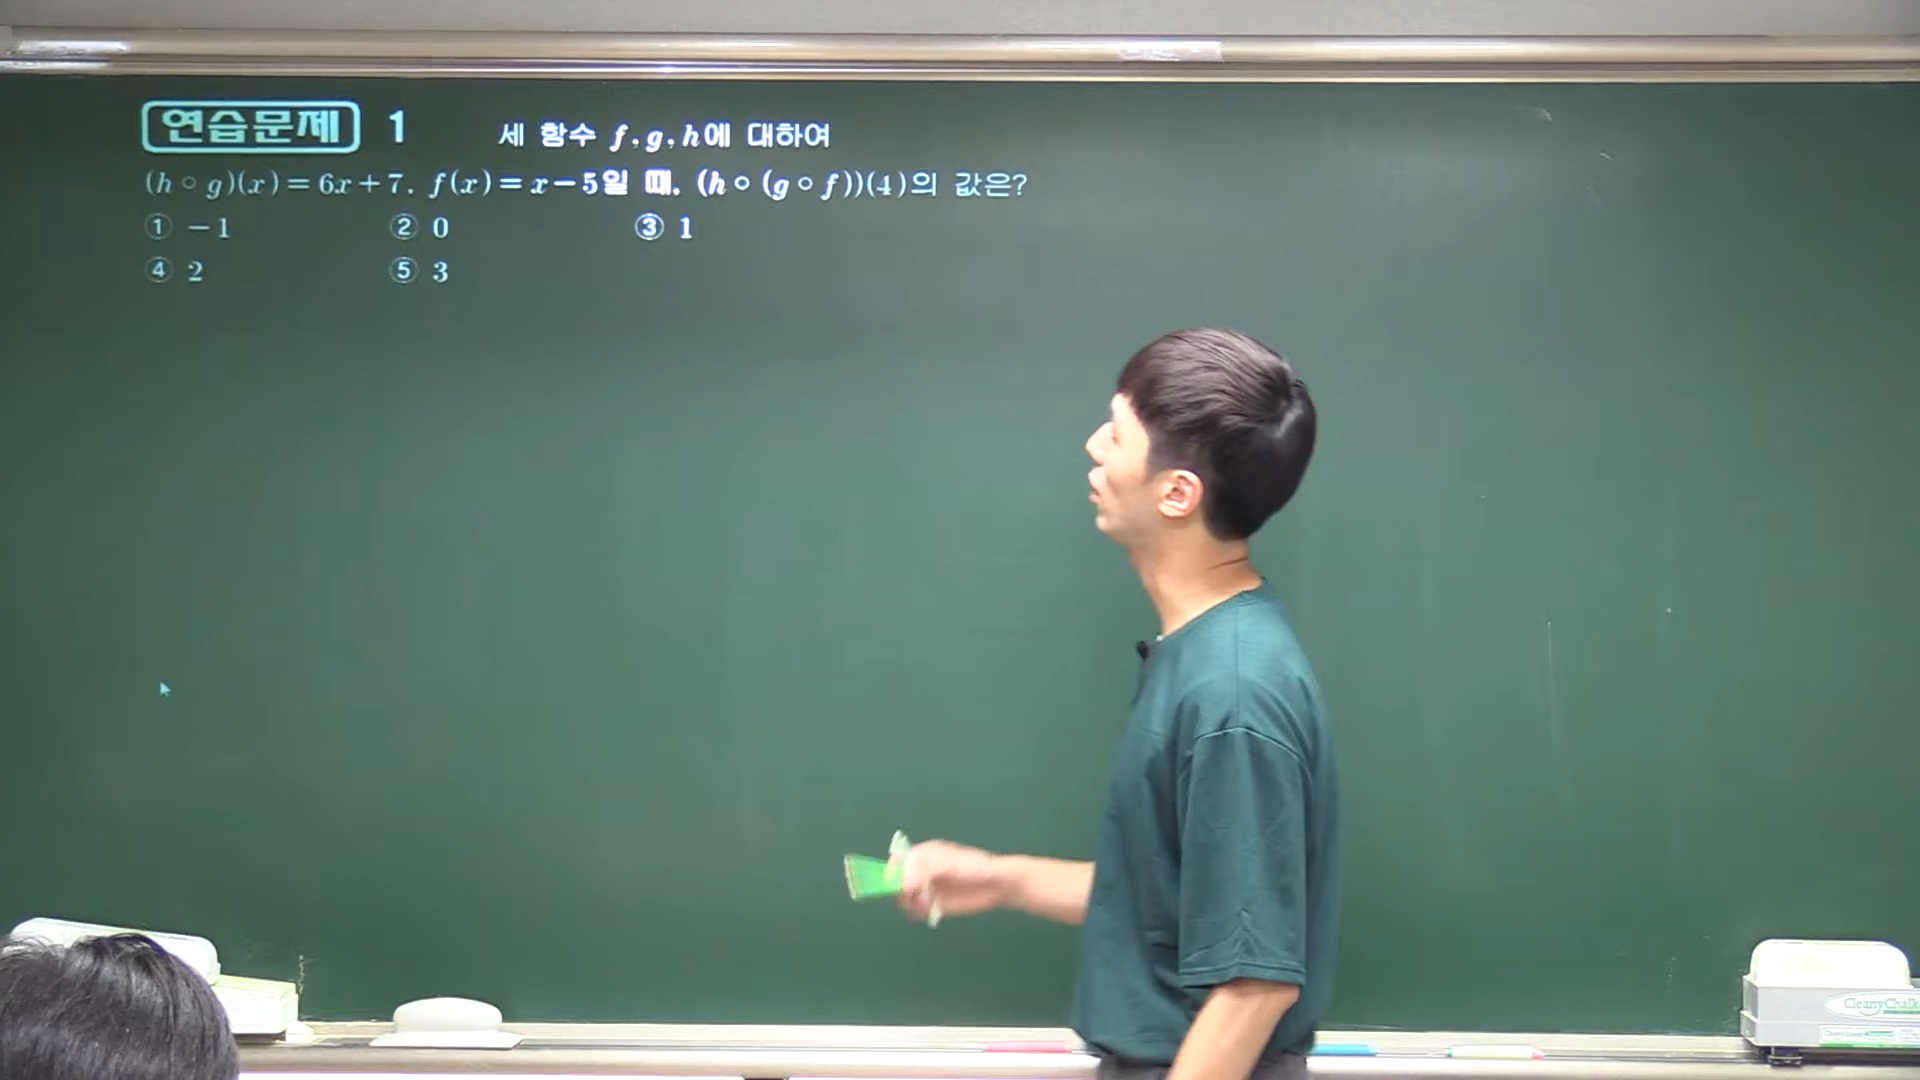 연습문제 1 세 함수 f, g, h에 대하여
(h∘g)(x)=6x+7, f(x)=x-5일 때, (h∘(g∘f))(4)의 값은?
① -1 ② 0 ③ 1
④ 2 ⑤ 3
CleanyChalk